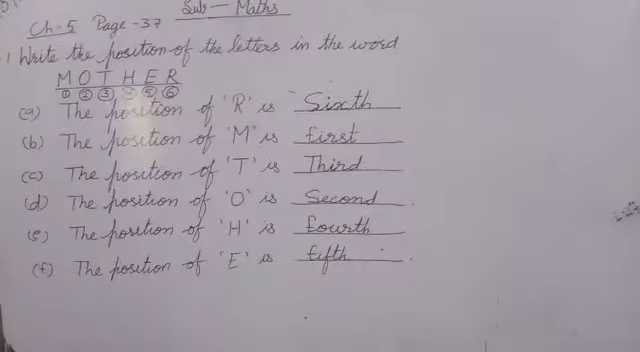 Sub - Maths
Ch-5 Page -37
1 Write the position of the letters in the word
M O T H E R
① ② ③ ④ ⑤ ⑥
(a) The position of 'R' is Sixth
(b) The position of 'M' is first
(c) The position of 'T' is Third
(d) The position of 'O' is Second.
(e) The position of 'H' is fourth
(f) The position of 'E' is fifth.